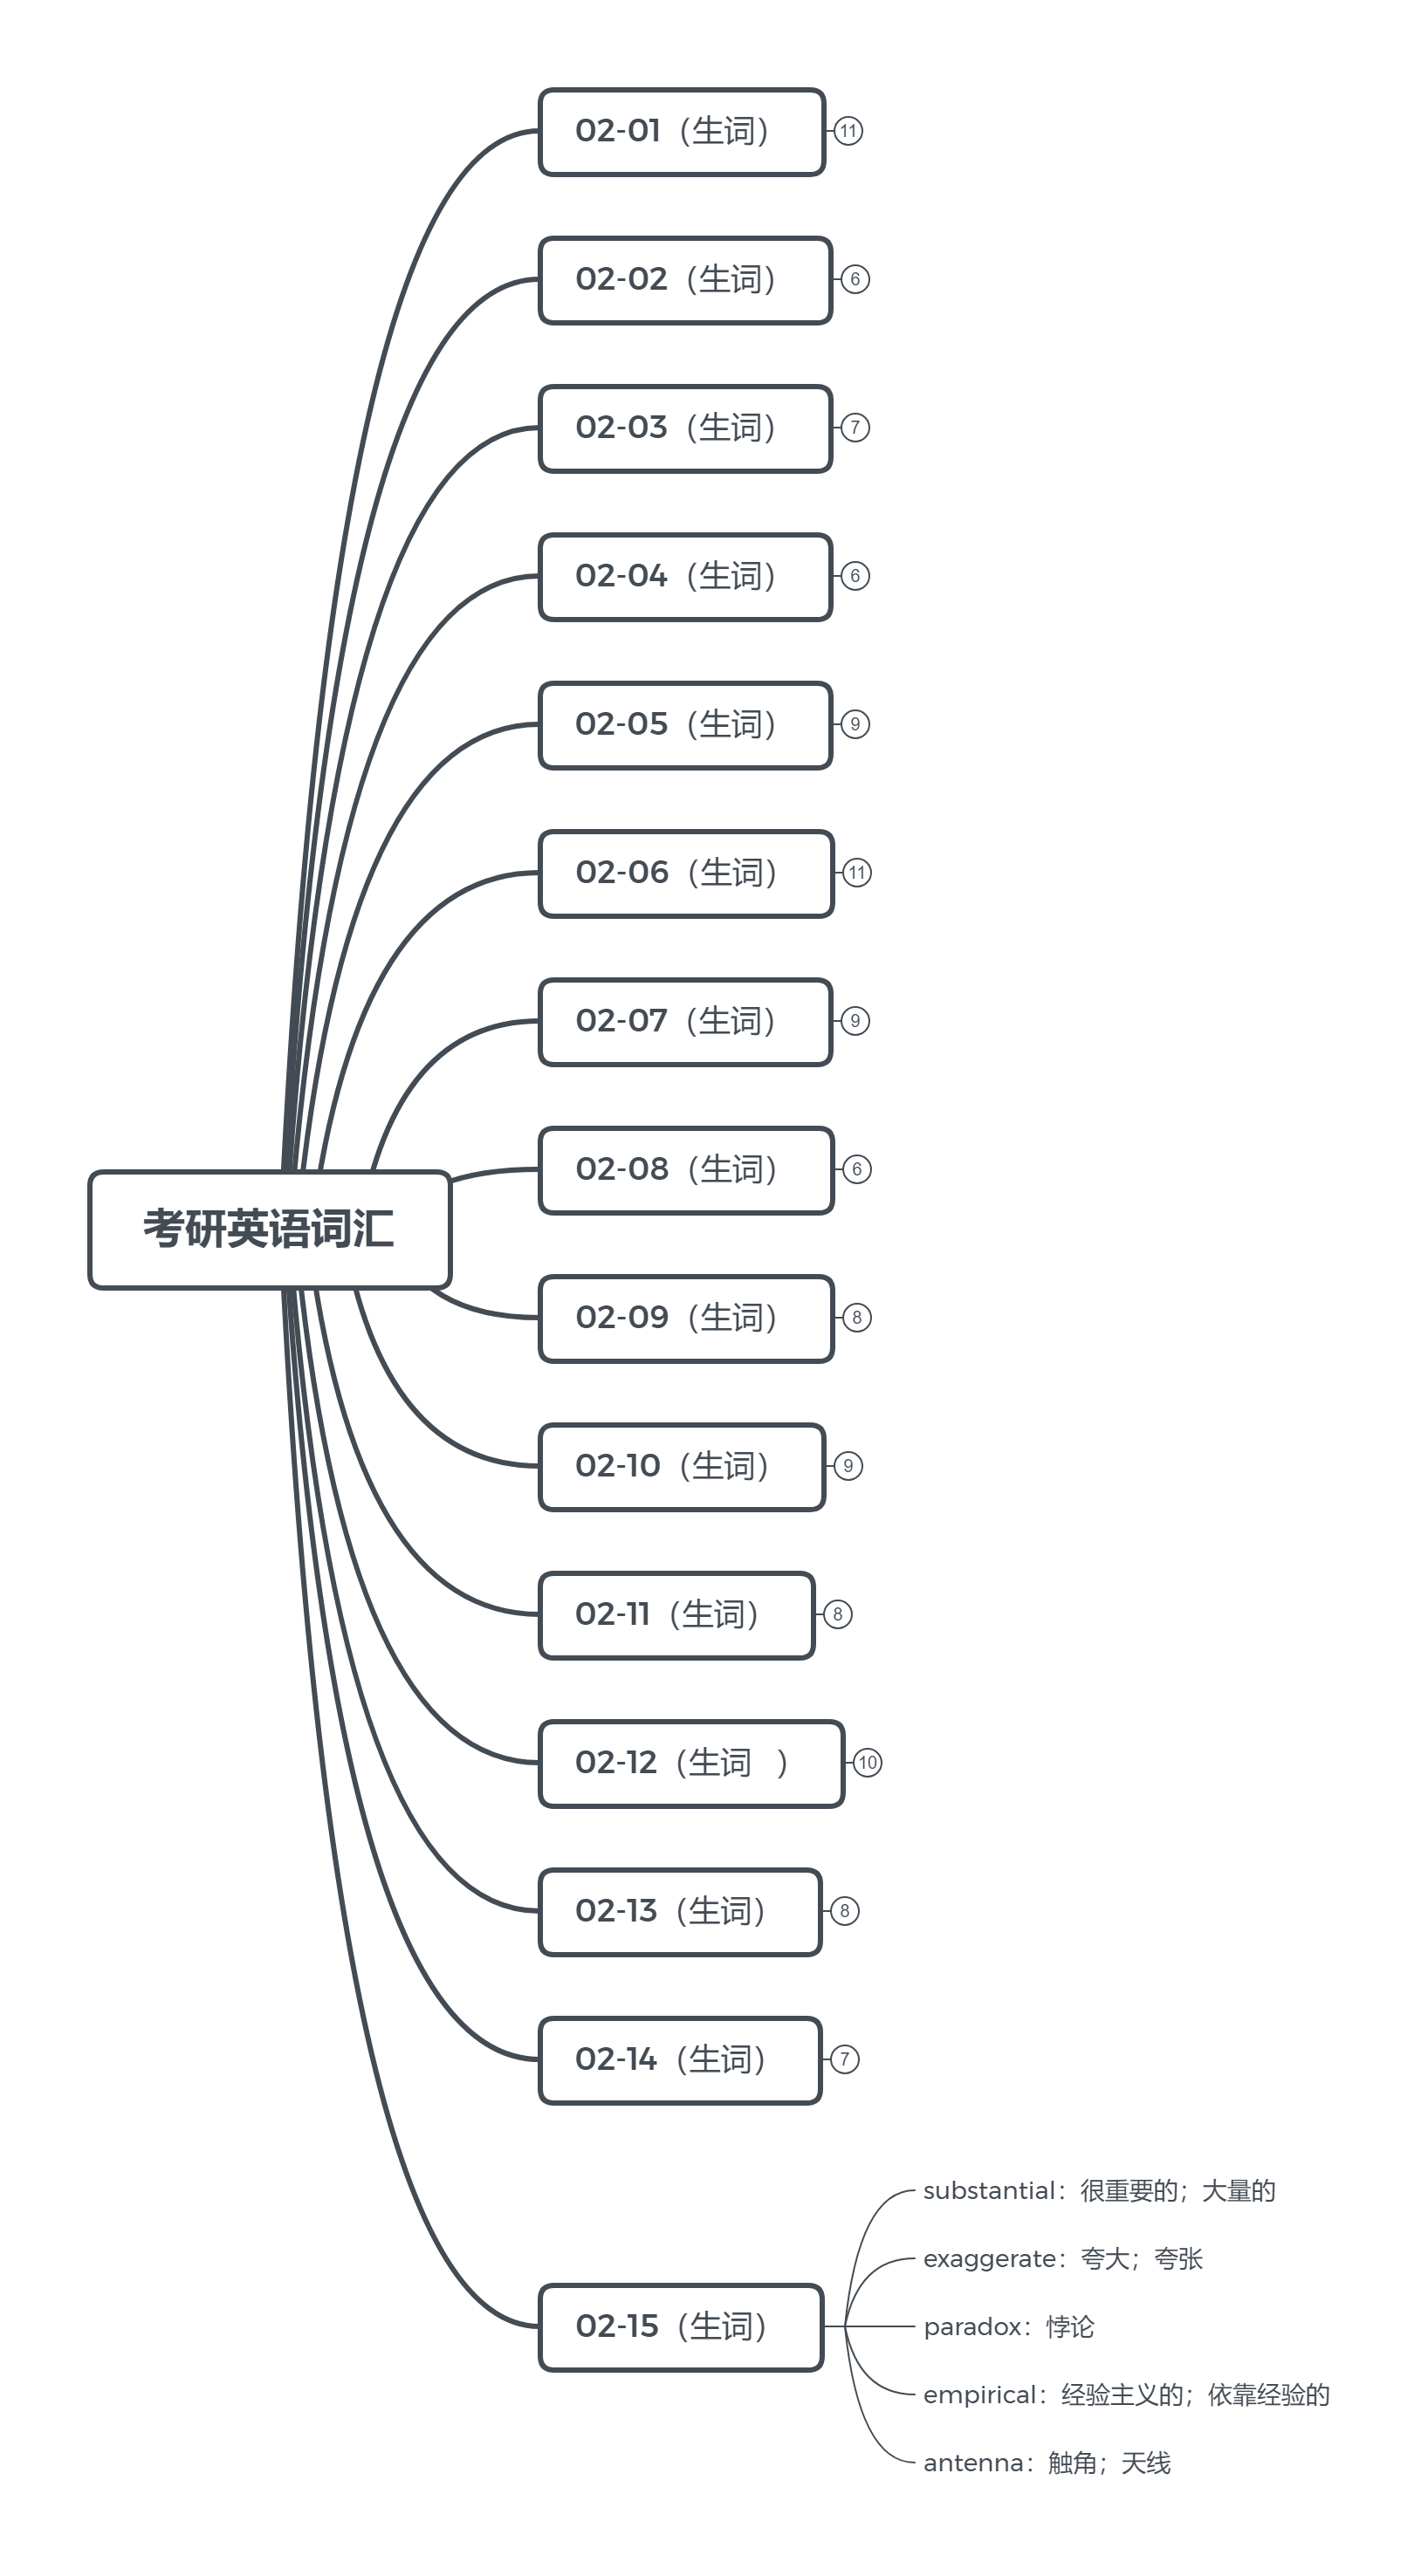 02-01（生词）
11
02-02（生词）
6
02-03（生词）
7
02-04（生词）
6
02-05（生词）
9
02-06（生词）
11
02-07（生词）
9
02-08（生词）
6
考研英语词汇
02-09（生词）
8
02-10（生词）
9
02-11（生词）
8
02-12（生词 ）
10
02-13（生词）
8
02-14（生词）
7
02-15（生词）
substantial：很重要的；大量的
exaggerate：夸大；夸张
paradox：悖论
empirical：经验主义的；依靠经验的
antenna：触角；天线